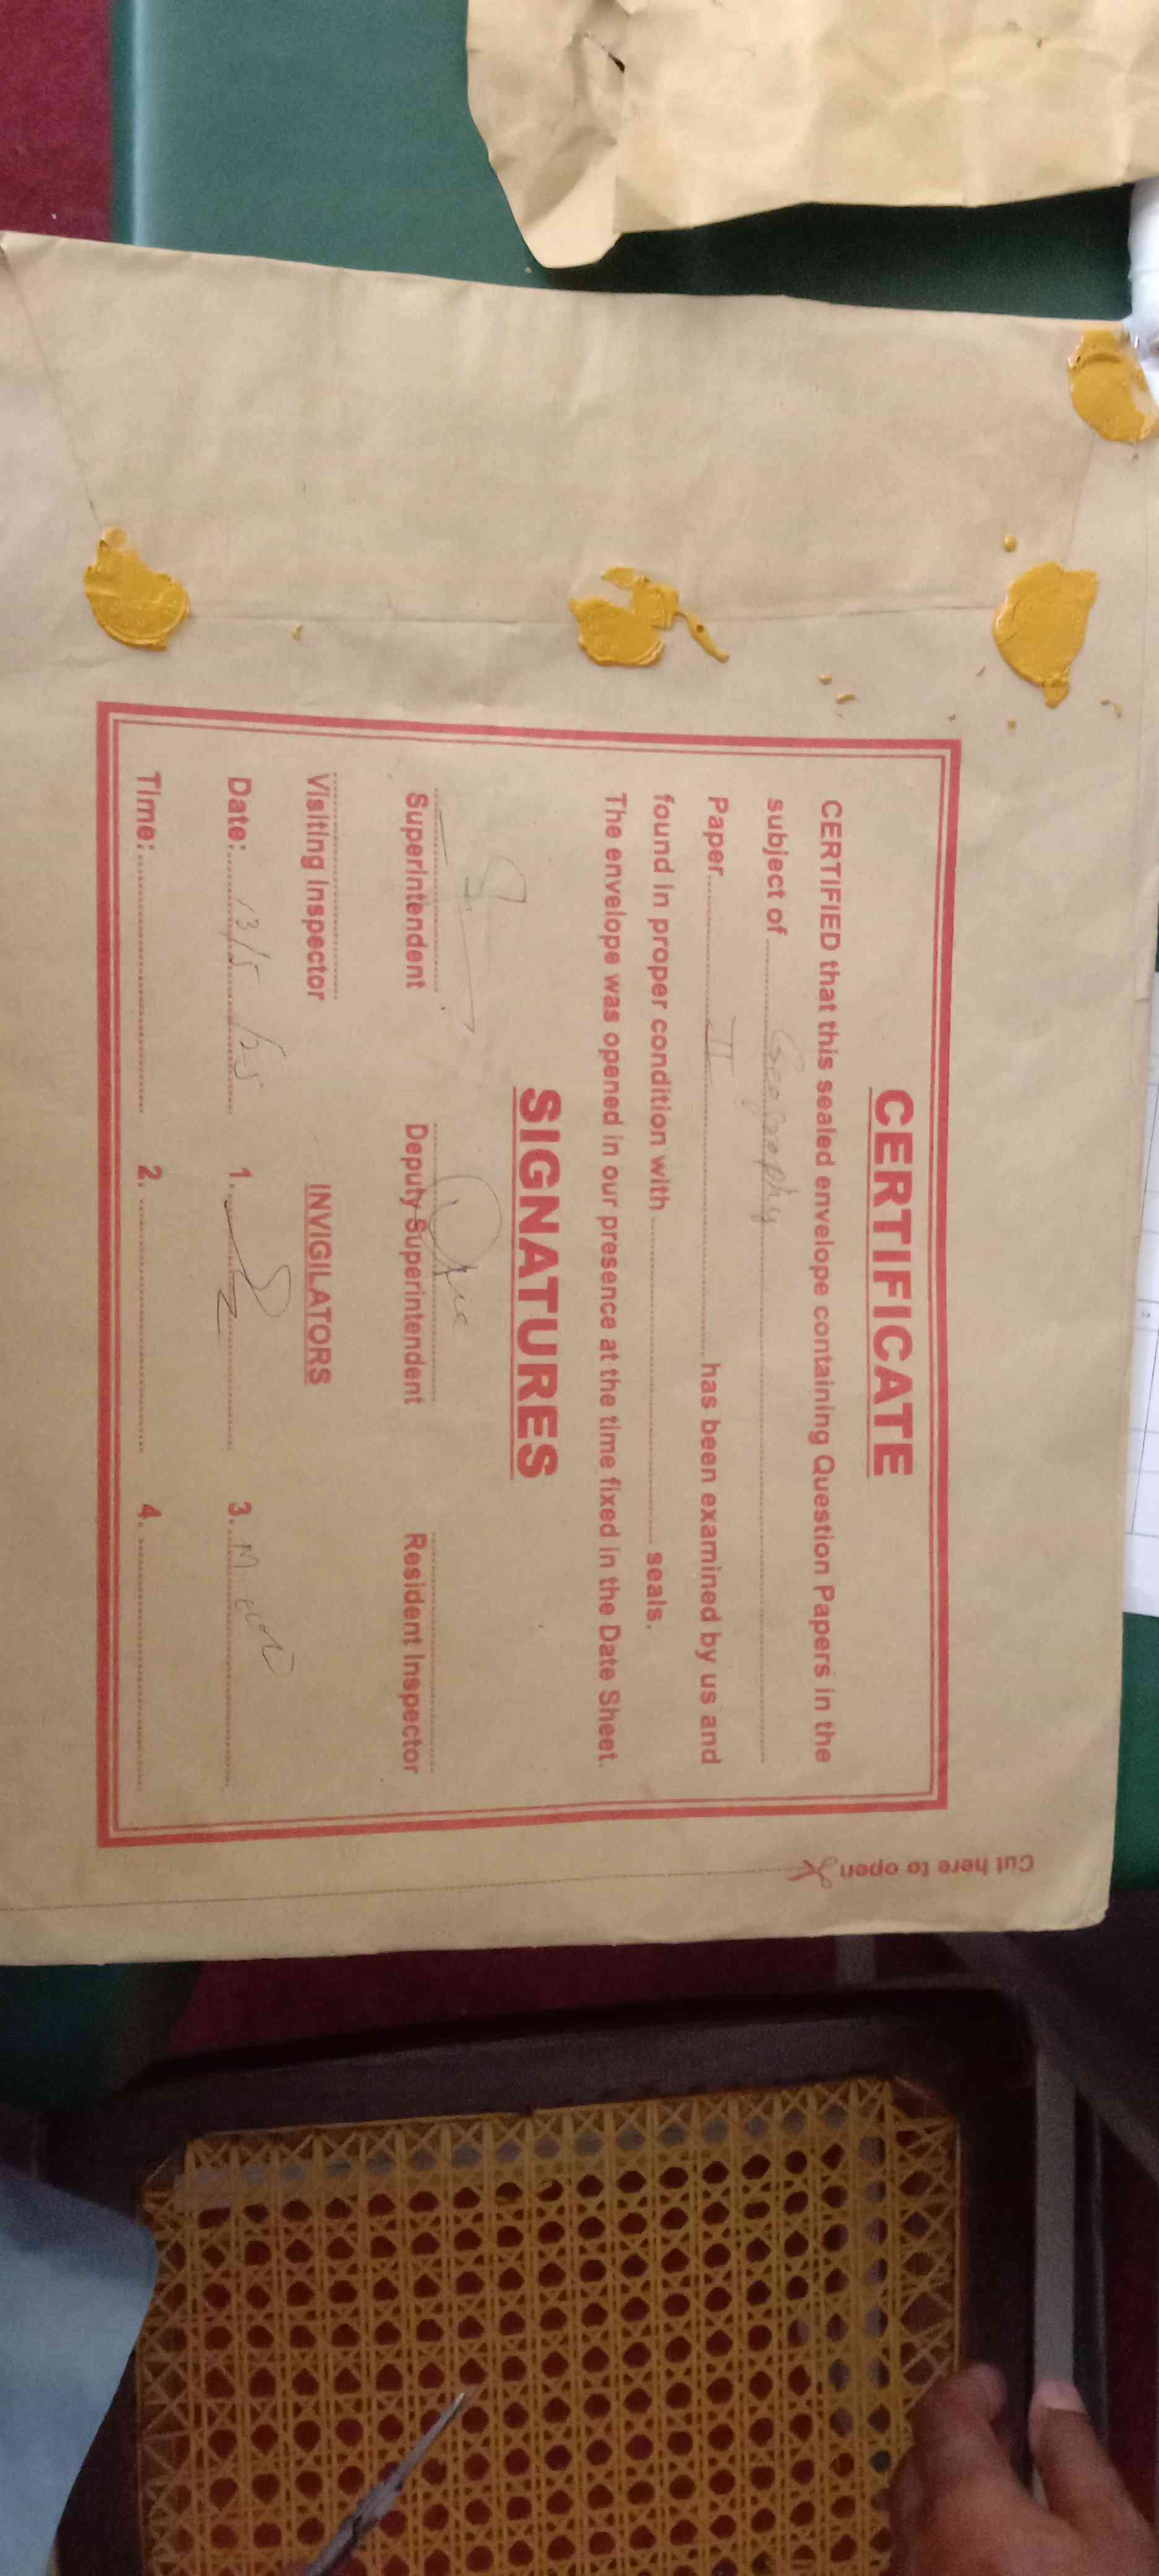 CERTIFICATE
CERTIFIED that this sealed envelope containing Question Papers in the
subject of ........ Geography ........
Paper ........ II ........ has been examined by us and
found in proper condition with ........ seals.
The envelope was opened in our presence at the time fixed in the Date Sheet.
SIGNATURES
Superintendent Deputy Superintendent Resident Inspector
Visiting Inspector INVIGILATORS
Date: 13/5/25 1. ........ 3. ........
Time: ........ 2. ........ 4. ........
Cut here to open